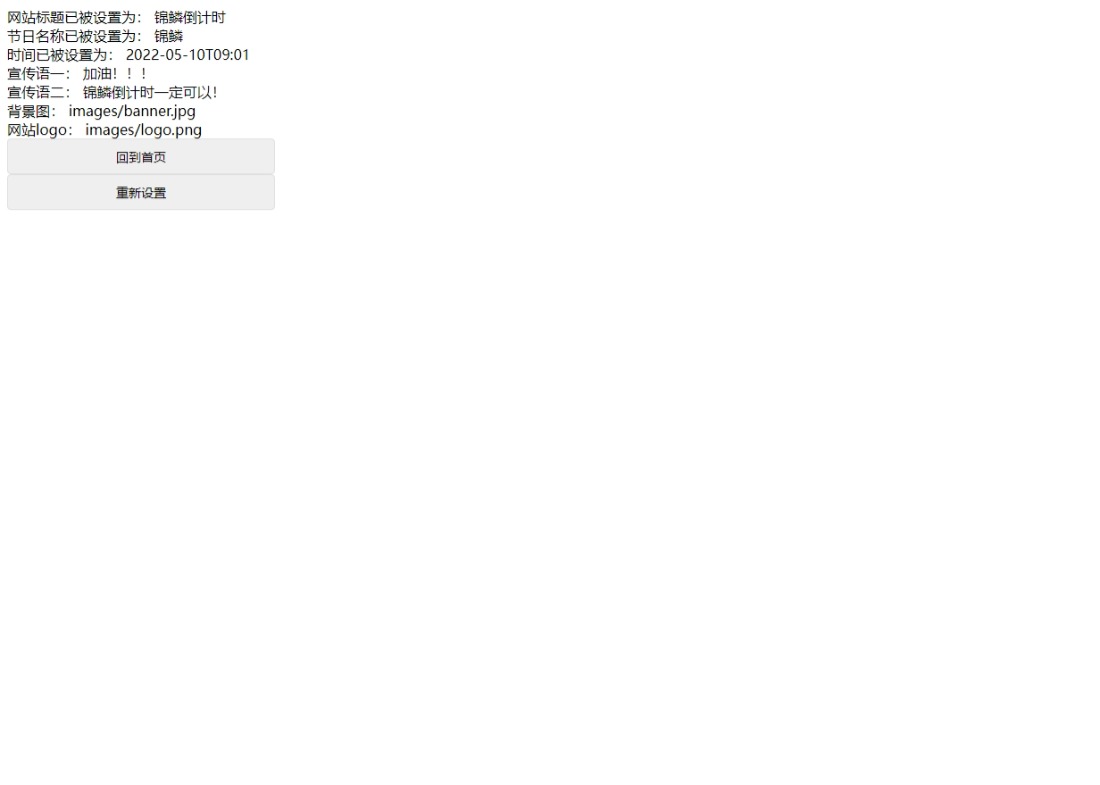 网站标题已被设置为： 锦鳞倒计时
节日名称已被设置为： 锦鳞
时间已被设置为： 2022-05-10T09:01
宣传语一： 加油！！！
宣传语二： 锦鳞倒计时一定可以！
背景图： images/banner.jpg
网站logo： images/logo.png
回到首页
重新设置